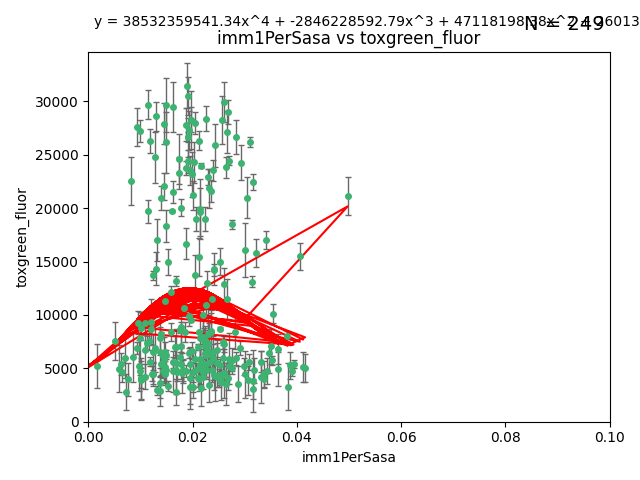 y = 38532359541.34x^4 + -2846228592.79x^3 + 47118198
N = 249
imm1PerSasa vs toxgreen_fluor
30000
25000
20000
15000
10000
5000
0
toxgreen_fluor
0.00 0.02 0.04 0.06 0.08 0.10
imm1PerSasa